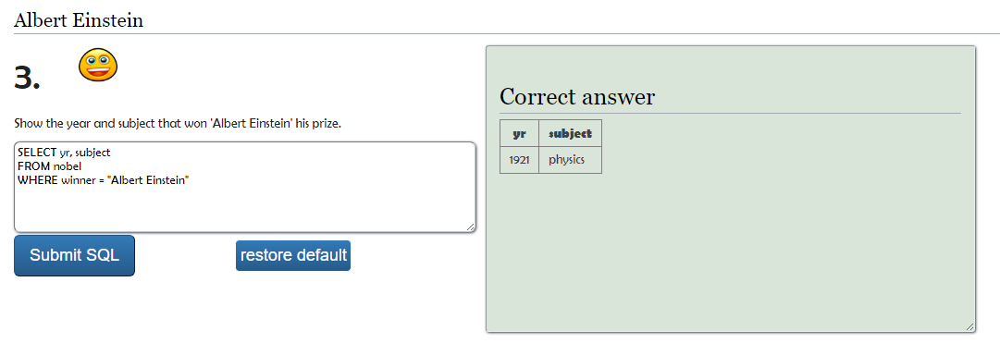 Albert Einstein
3.
Show the year and subject that won 'Albert Einstein' his prize.
SELECT yr, subject
FROM nobel
WHERE winner = "Albert Einstein"
Submit SQL
restore default
Correct answer
yr subject
1921 physics